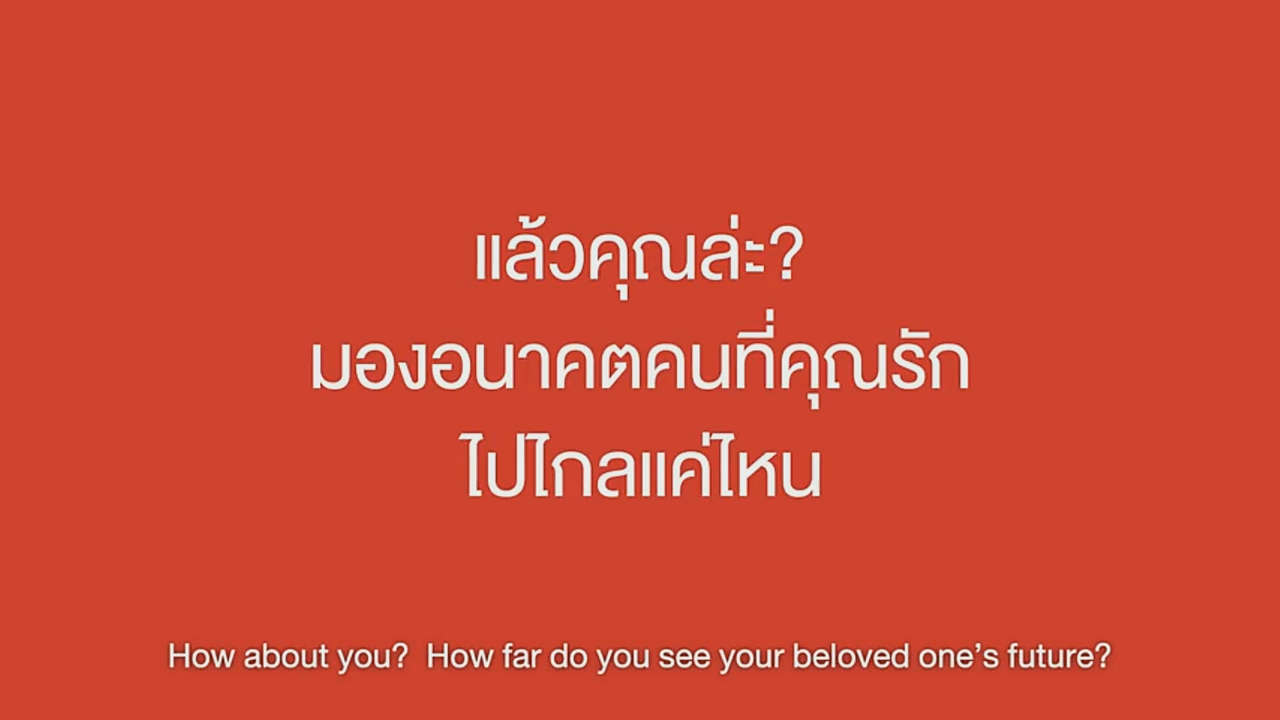 แล้วคุณล่ะ?
มองอนาคตคนที่คุณรัก
ไปไกลแค่ไหน
How about you?  How far do you see your beloved one’s future?